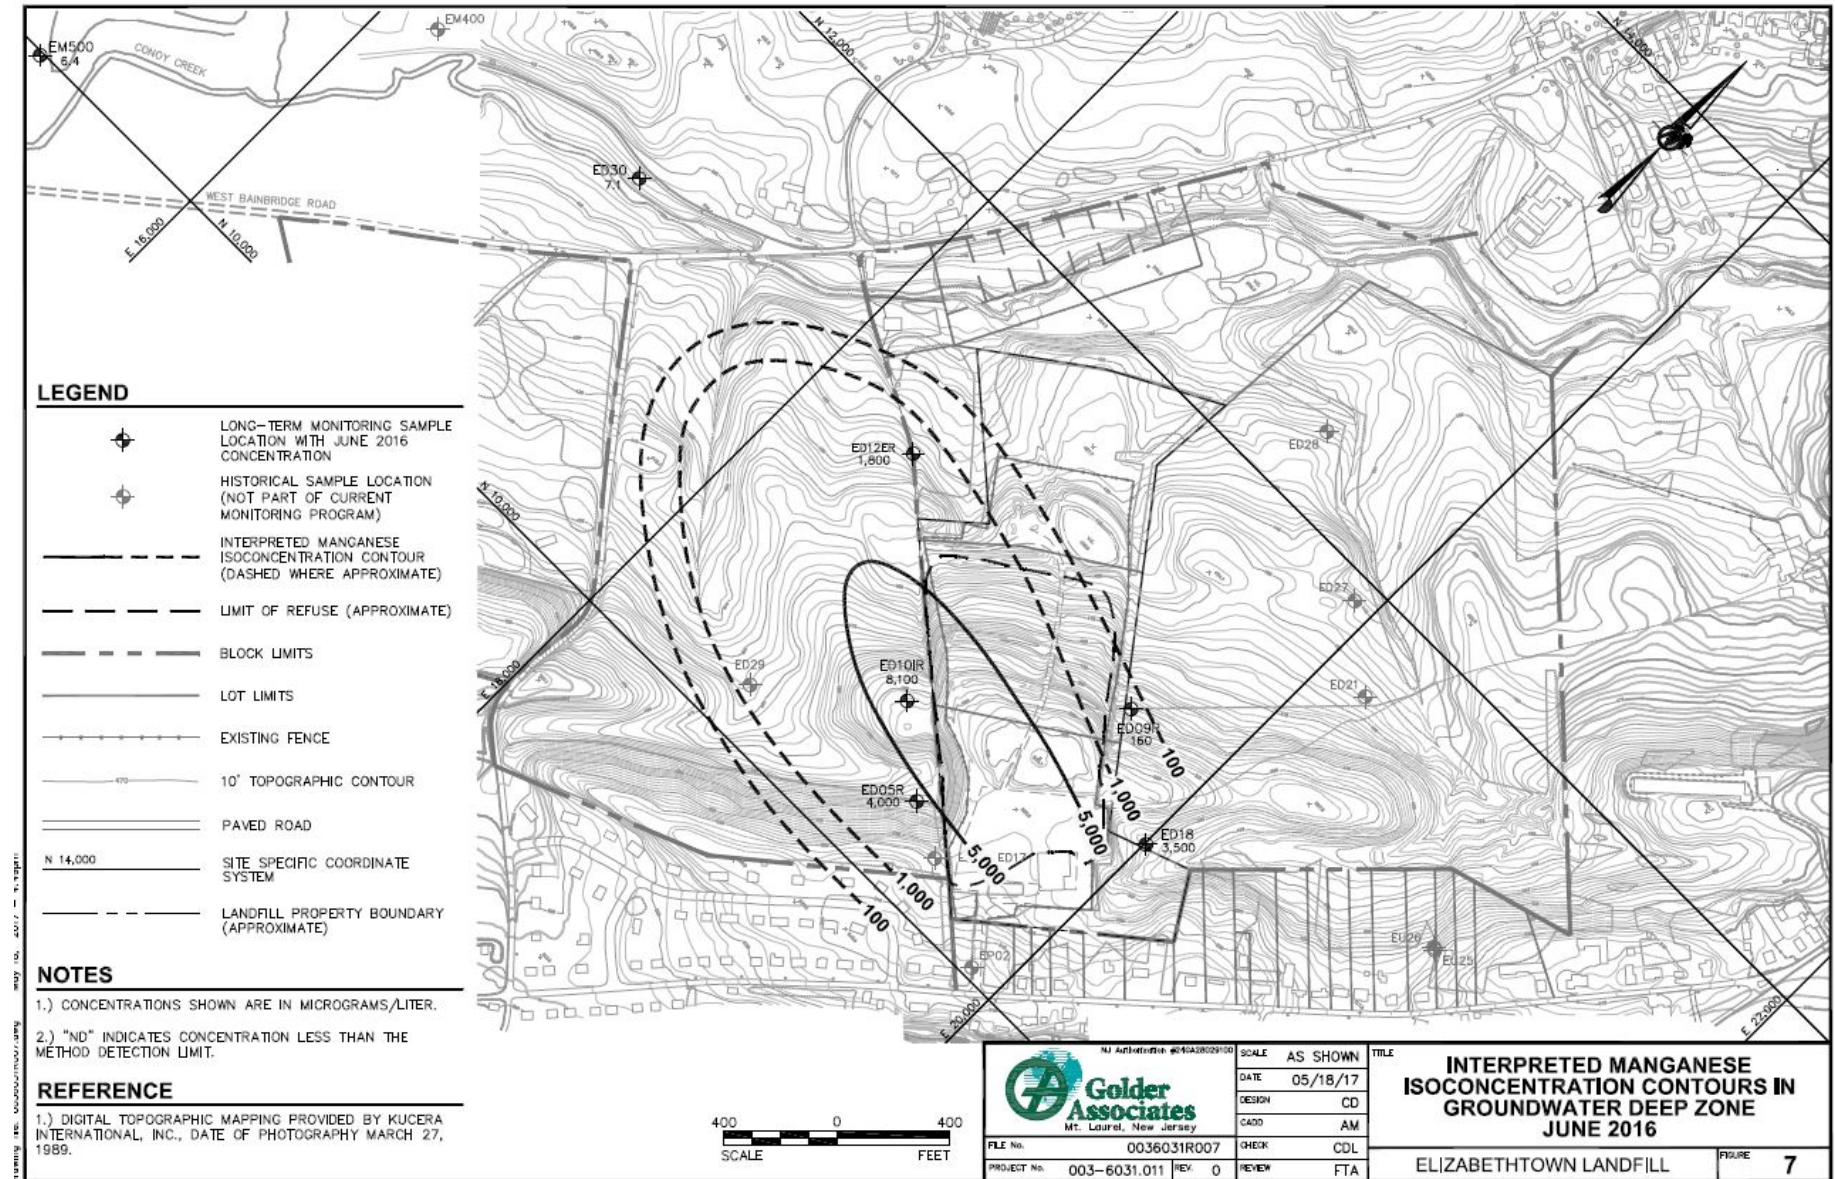 EM500
6.4
CONOY CREEK
EM400
N 12,000
N 14,000
ED30
7.1
WEST BAINBRIDGE ROAD
E 16,000
N 10,000
LEGEND
LONG-TERM MONITORING SAMPLE
LOCATION WITH JUNE 2016
CONCENTRATION
HISTORICAL SAMPLE LOCATION
(NOT PART OF CURRENT
MONITORING PROGRAM)
INTERPRETED MANGANESE
ISOCONCENTRATION CONTOUR
(DASHED WHERE APPROXIMATE)
LIMIT OF REFUSE (APPROXIMATE)
BLOCK LIMITS
LOT LIMITS
EXISTING FENCE
470
10' TOPOGRAPHIC CONTOUR
PAVED ROAD
N 14,000
SITE SPECIFIC COORDINATE
SYSTEM
LANDFILL PROPERTY BOUNDARY
(APPROXIMATE)
NOTES
1.) CONCENTRATIONS SHOWN ARE IN MICROGRAMS/LITER.
2.) "ND" INDICATES CONCENTRATION LESS THAN THE
METHOD DETECTION LIMIT.
REFERENCE
1.) DIGITAL TOPOGRAPHIC MAPPING PROVIDED BY KUCERA
INTERNATIONAL, INC., DATE OF PHOTOGRAPHY MARCH 27,
1989.
ED12ER
1,800
ED28
N 10,000
ED27
E 18,000
ED29
ED10IR
8,100
ED21
ED09R
160
100
1,000
5,000
ED05R
4,000
ED18
3,500
5,000
ED17
1,000
100
EP02
EU26
EU25
E 20,000
E 22,000
400 0 400
SCALE FEET
Golder
Associates
Mt. Laurel, New Jersey
SCALE AS SHOWN
DATE 05/18/17
DESIGN CD
CADD AM
FILE No. 0036031R007
CHECK CDL
PROJECT No. 003-6031.011 REV. 0
REVIEW FTA
TITLE
INTERPRETED MANGANESE
ISOCONCENTRATION CONTOURS IN
GROUNDWATER DEEP ZONE
JUNE 2016
ELIZABETHTOWN LANDFILL
FIGURE 7